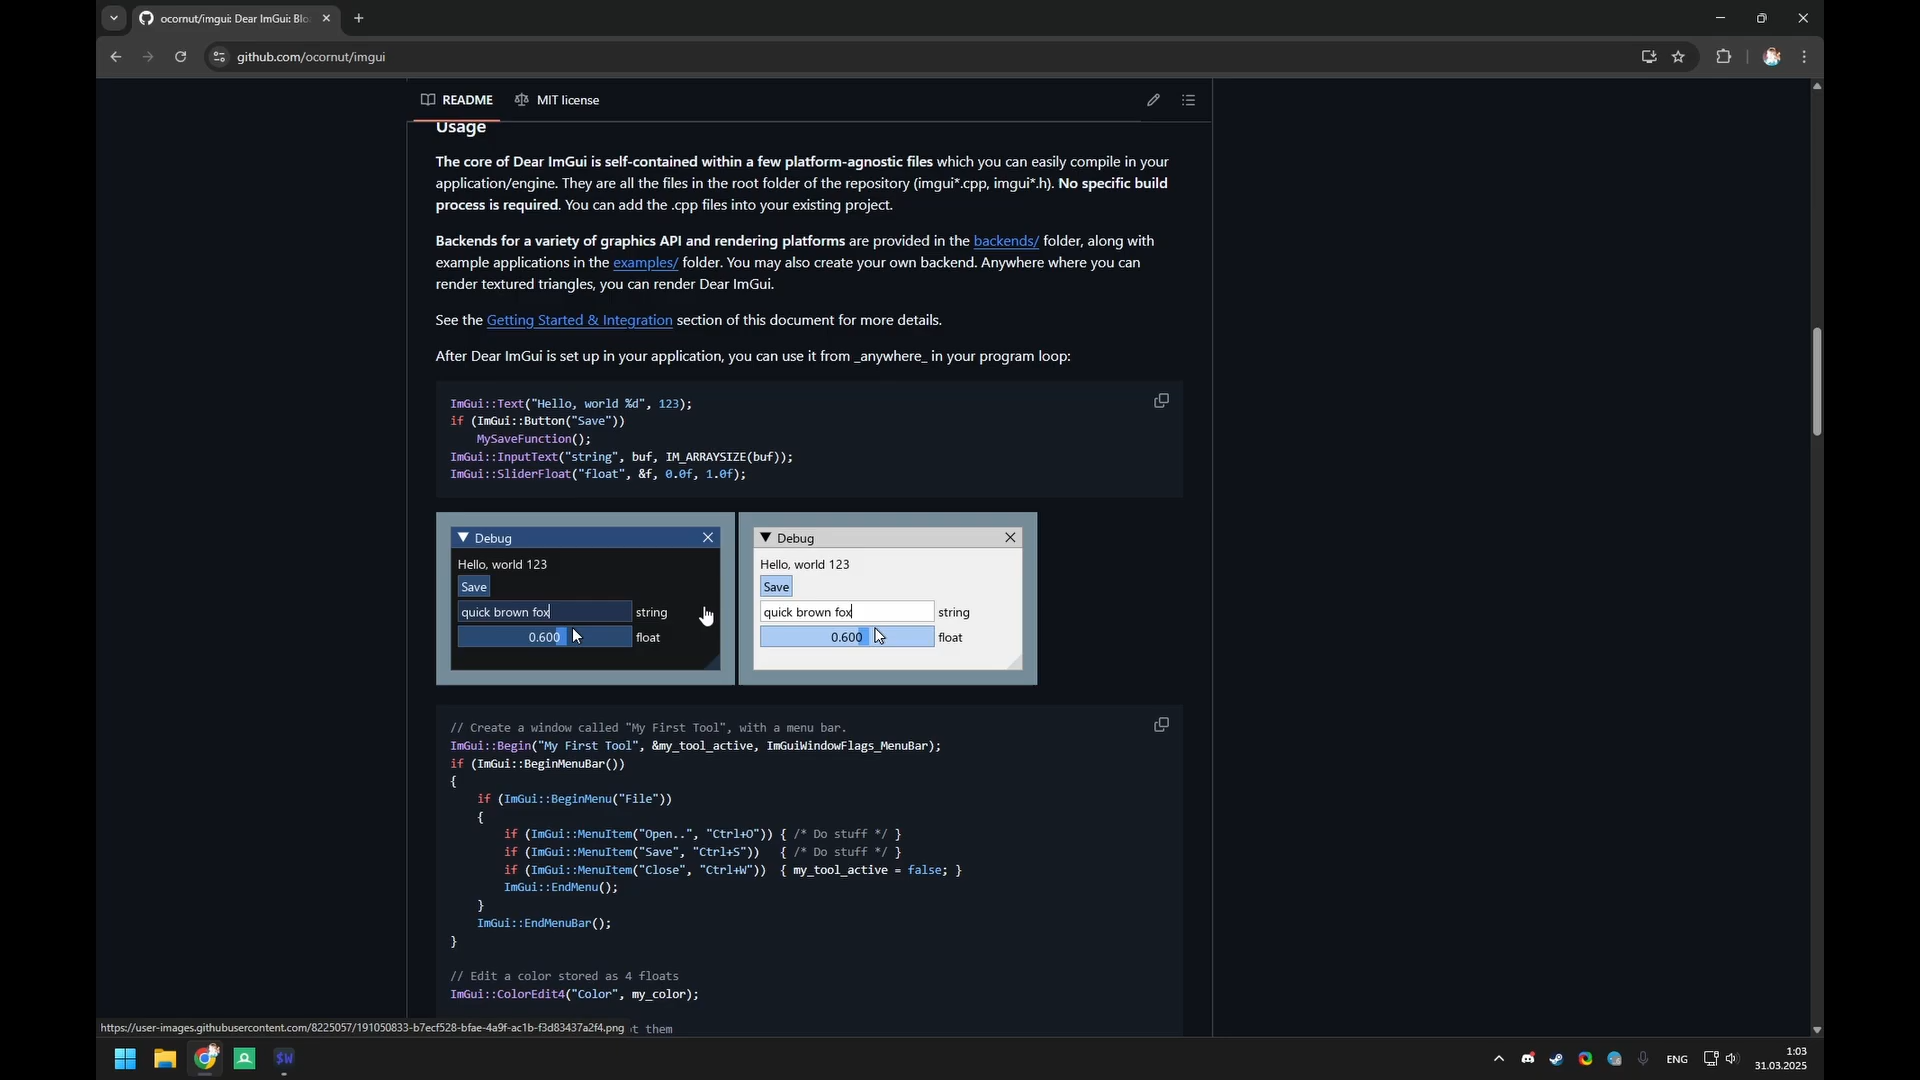 ocornut/imgui: Dear ImGui: Blo
github.com/ocornut/imgui
README MIT license
Usage
The core of Dear ImGui is self-contained within a few platform-agnostic files which you can easily compile in your
application/engine. They are all the files in the root folder of the repository (imgui*.cpp, imgui*.h). No specific build
process is required. You can add the .cpp files into your existing project.
Backends for a variety of graphics API and rendering platforms are provided in the backends/ folder, along with
example applications in the examples/ folder. You may also create your own backend. Anywhere where you can
render textured triangles, you can render Dear ImGui.
See the Getting Started & Integration section of this document for more details.
After Dear ImGui is set up in your application, you can use it from _anywhere_ in your program loop:
ImGui::Text("Hello, world %d", 123);
if (ImGui::Button("Save"))
MySaveFunction();
ImGui::InputText("string", buf, IM_ARRAYSIZE(buf));
ImGui::SliderFloat("float", &f, 0.0f, 1.0f);
Debug
Hello, world 123
Save
quick brown fox string
0.600 float
Debug
Hello, world 123
Save
quick brown fox string
0.600 float
// Create a window called "My First Tool", with a menu bar.
ImGui::Begin("My First Tool", &my_tool_active, ImGuiWindowFlags_MenuBar);
if (ImGui::BeginMenuBar())
{
if (ImGui::BeginMenu("File"))
{
if (ImGui::MenuItem("Open..", "Ctrl+O")) { /* Do stuff */ }
if (ImGui::MenuItem("Save", "Ctrl+S")) { /* Do stuff */ }
if (ImGui::MenuItem("Close", "Ctrl+W")) { my_tool_active = false; }
ImGui::EndMenu();
}
ImGui::EndMenuBar();
}
// Edit a color stored as 4 floats
ImGui::ColorEdit4("Color", my_color);
https://user-images.githubusercontent.com/8225057/191050833-b7ecf528-bfae-4a9f-ac1b-f3d83437a2f4.png t them
$W
ENG
1:03
31.03.2025